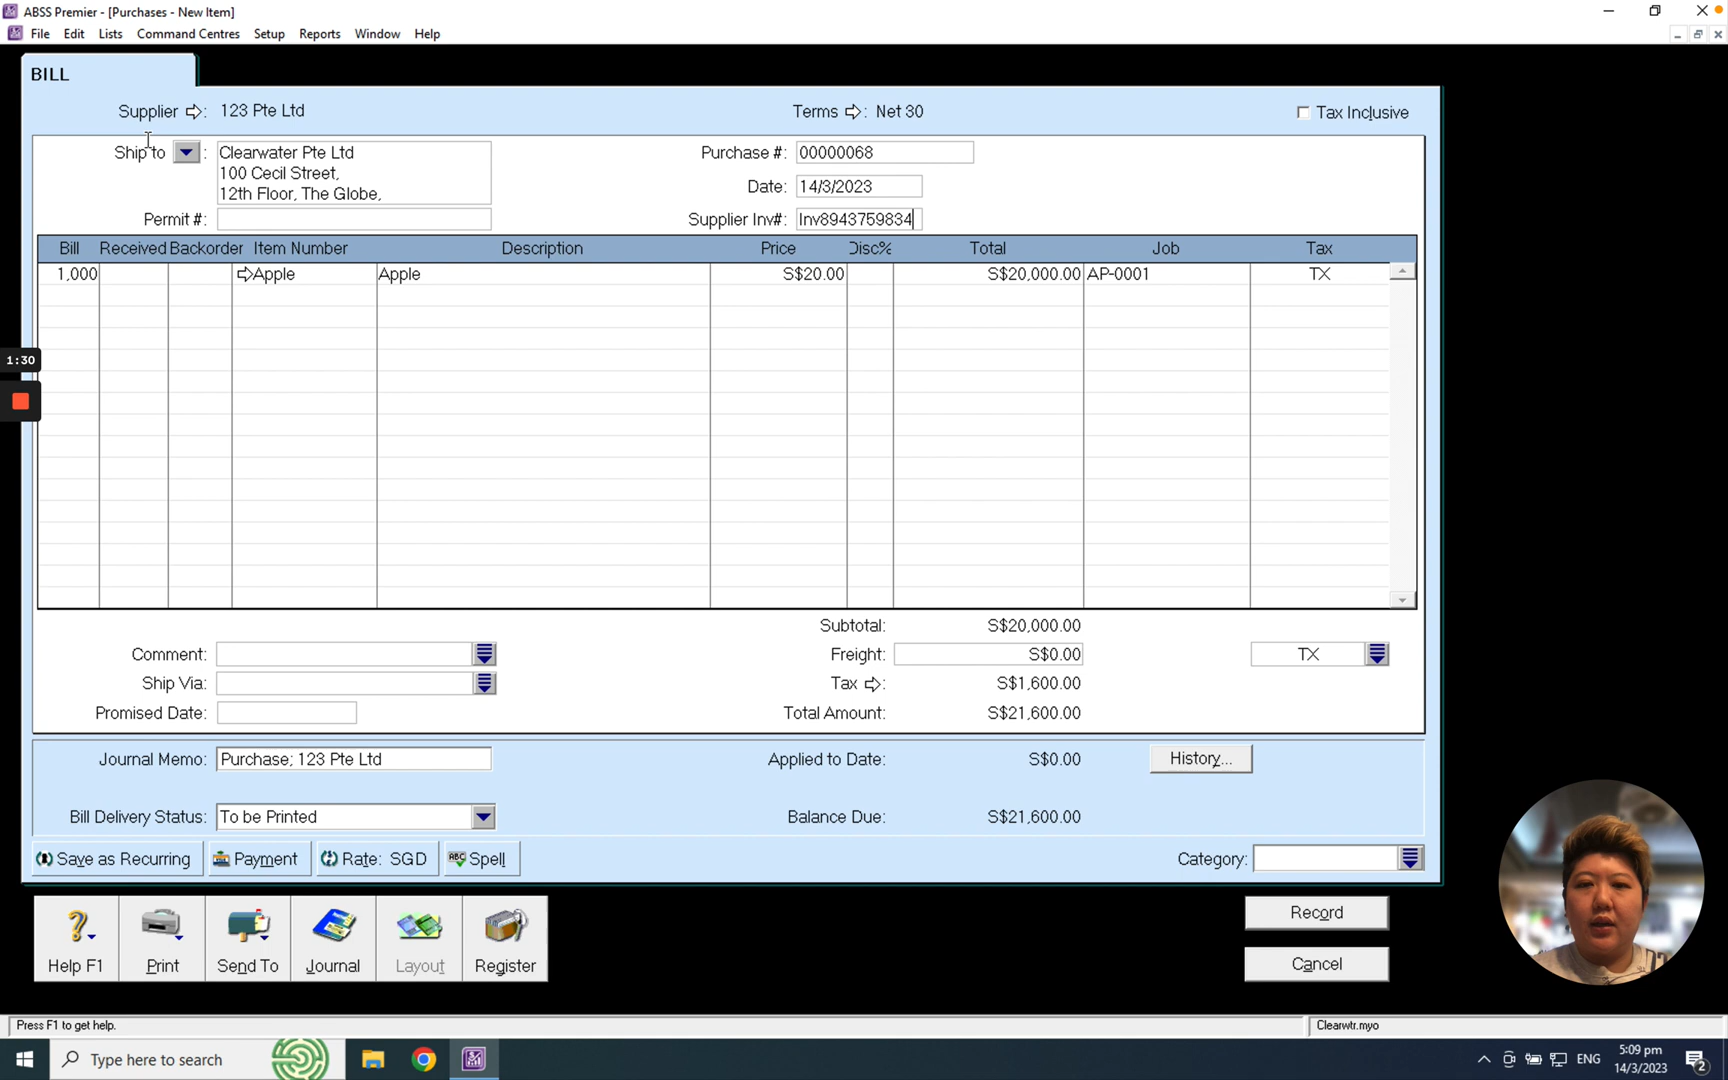 ABSS Premier - [Purchases - New Item]
File Edit Lists Command Centres Setup Reports Window Help
BILL
Supplier : 123 Pte Ltd
Terms : Net 30
Tax Inclusive
Ship to : Clearwater Pte Ltd
100 Cecil Street,
12th Floor, The Globe,
Purchase #: 00000068
Date: 14/3/2023
Permit #:
Supplier Inv#: Inv8943759834
Bill Received Backorder Item Number Description Price Disc% Total Job Tax
1,000 Apple Apple S$20.00 S$20,000.00 AP-0001 TX
1:30
Subtotal: S$20,000.00
Comment:
Freight: S$0.00 TX
Ship Via:
Tax : S$1,600.00
Promised Date:
Total Amount: S$21,600.00
Journal Memo: Purchase; 123 Pte Ltd
Applied to Date: S$0.00 History...
Bill Delivery Status: To be Printed
Balance Due: S$21,600.00
Save as Recurring Payment Rate: SGD ABC Spell
Category:
Help F1 Print Send To Journal Layout Register
Record
Cancel
Press F1 to get help.
Clearwtr.myo
Type here to search
ENG
5:09 pm
14/3/2023
2